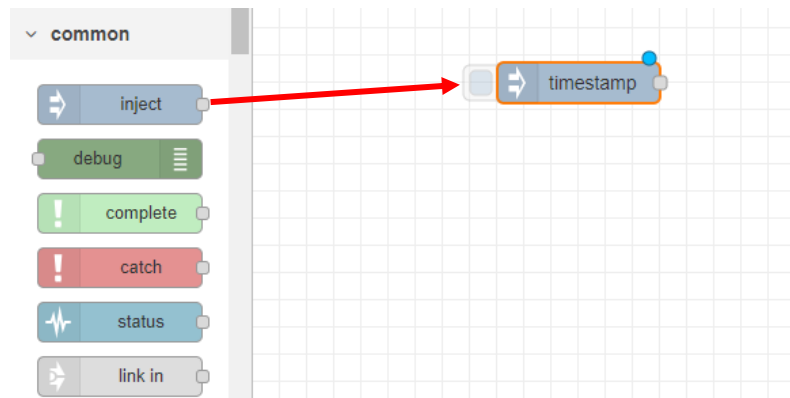 common
inject
timestamp
debug
complete
catch
status
link in